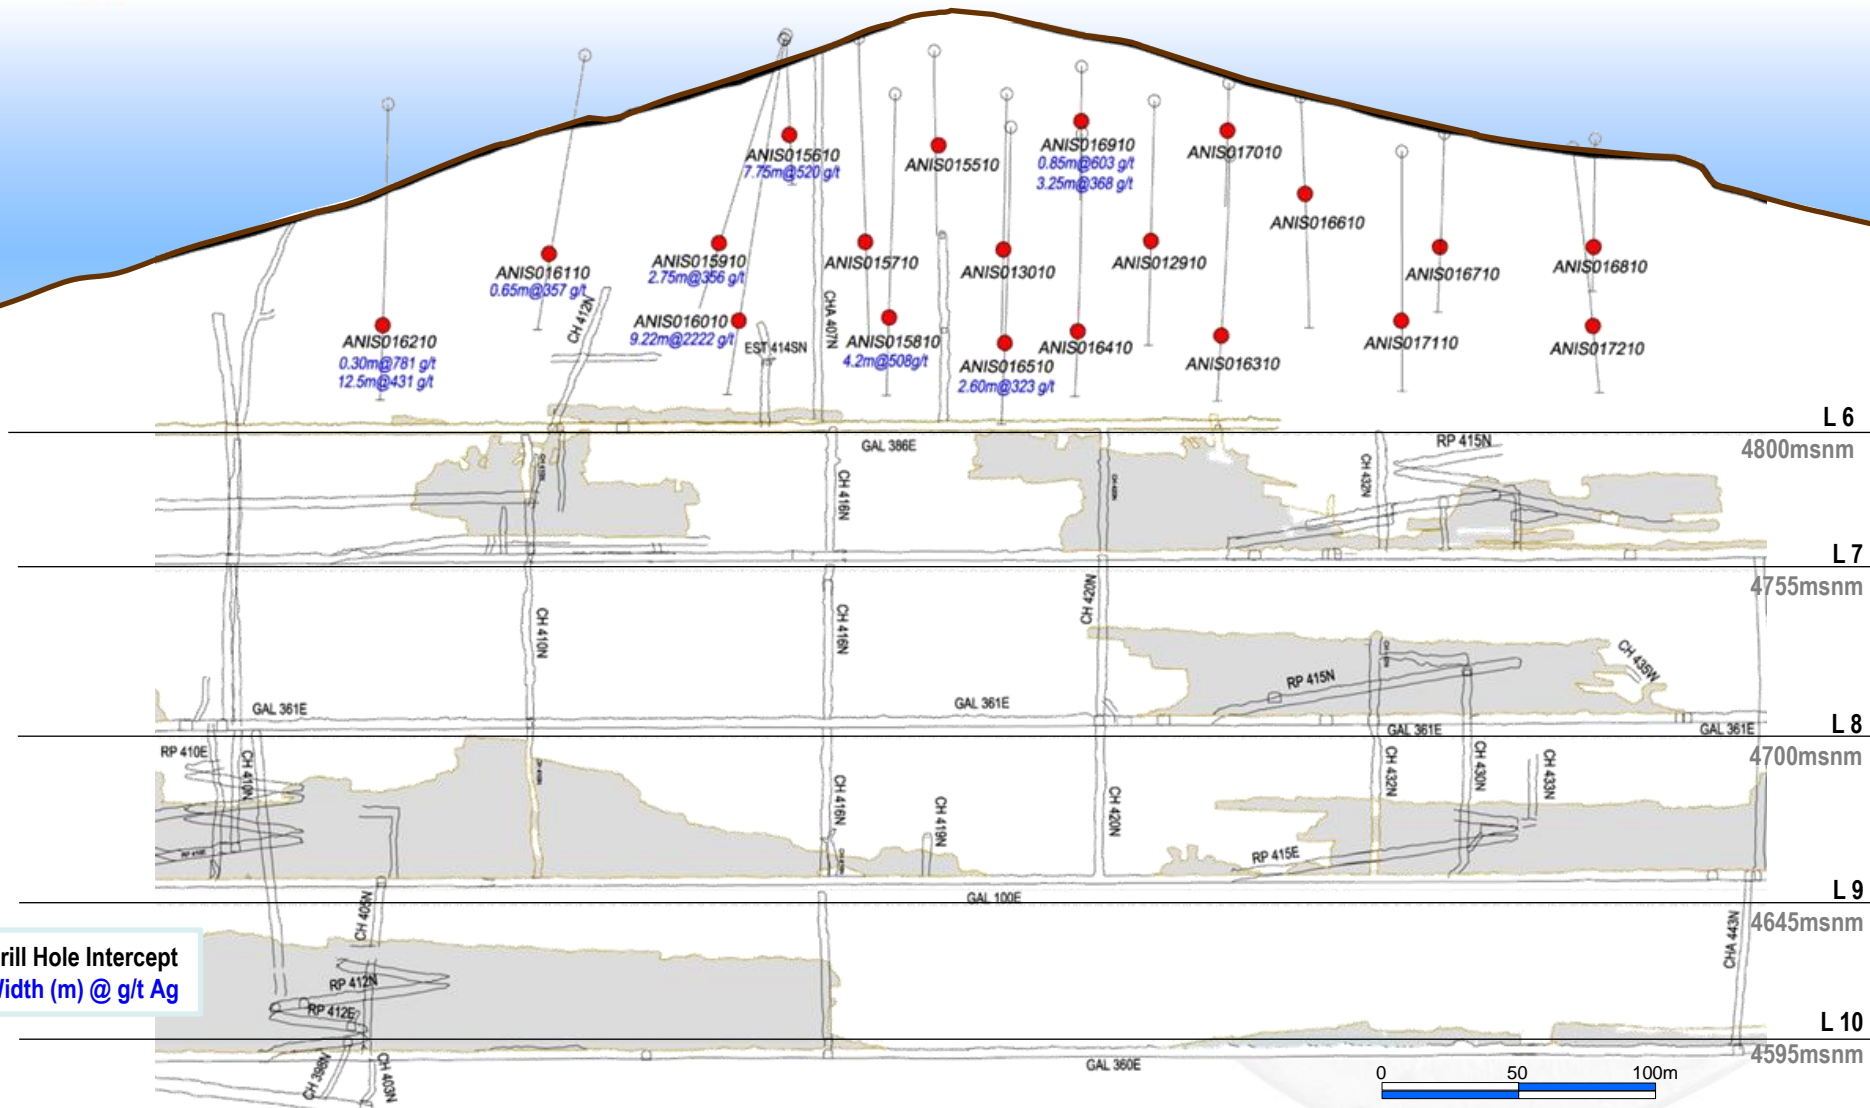 ANIS015610
7.75m@520 g/t
ANIS015510
ANIS016910
0.85m@603 g/t
3.25m@368 g/t
ANIS017010
ANIS016610
ANIS016110
0.65m@357 g/t
ANIS015910
2.75m@356 g/t
ANIS015710
ANIS013010
ANIS012910
ANIS016710
ANIS016810
ANIS016210
0.30m@781 g/t
12.5m@431 g/t
CH 412N
ANIS016010
9.22m@2222 g/t
EST 414SN
CHA 407N
ANIS015810
4.2m@508g/t
ANIS016510
2.60m@323 g/t
ANIS016410
ANIS016310
ANIS017110
ANIS017210
L 6
4800msnm
GAL 386E
RP 415N
CH 416N
CH 432N
L 7
4755msnm
CH 410N
CH 416N
CH 420N
RP 415N
CH 435W
GAL 361E
GAL 361E
GAL 361E
GAL 361E
L 8
4700msnm
RP 410E
CH 410N
CH 416N
CH 419N
CH 420N
CH 432N
CH 430N
CH 433N
RP 415E
GAL 100E
L 9
4645msnm
CH 405N
CHA 443N
rill Hole Intercept
Width (m) @ g/t Ag
RP 412N
RP 412E
L 10
4595msnm
CH 398N
CH 403N
GAL 360E
0 50 100m